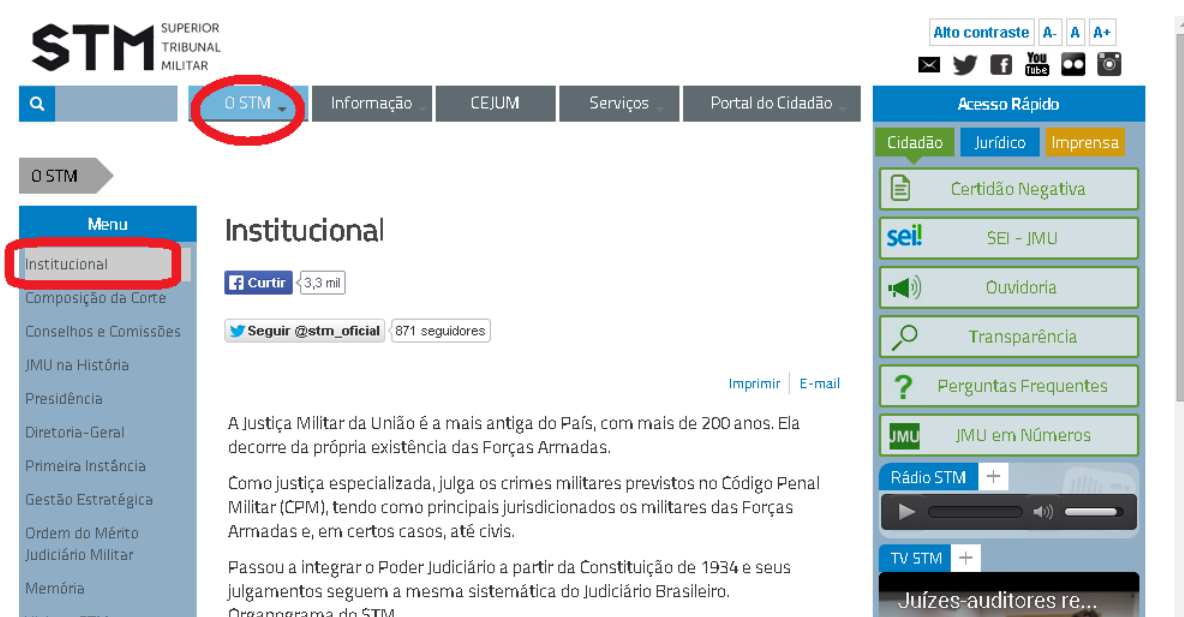 STM SUPERIOR
TRIBUNAL
MILITAR
Alto contraste A- A A+
You
Tube
O STM Informação CEJUM Serviços Portal do Cidadão
Acesso Rápido
Cidadão Jurídico Imprensa
O STM
Menu
Institucional
Composição da Corte
Conselhos e Comissões
JMU na História
Presidência
Diretoria-Geral
Primeira Instância
Gestão Estratégica
Ordem do Mérito
Judiciário Militar
Memória
Institucional
Curtir 3,3 mil
Seguir @stm_oficial 871 seguidores
Imprimir E-mail
A Justiça Militar da União é a mais antiga do País, com mais de 200 anos. Ela
decorre da própria existência das Forças Armadas.
Como justiça especializada, julga os crimes militares previstos no Código Penal
Militar (CPM), tendo como principais jurisdicionados os militares das Forças
Armadas e, em certos casos, até civis.
Passou a integrar o Poder Judiciário a partir da Constituição de 1934 e seus
julgamentos seguem a mesma sistemática do Judiciário Brasileiro.
Organograma do STM
Certidão Negativa
sei! SEI - JMU
Ouvidoria
Transparência
? Perguntas Frequentes
JMU JMU em Números
Rádio STM +
TV STM +
Juízes-auditores re...